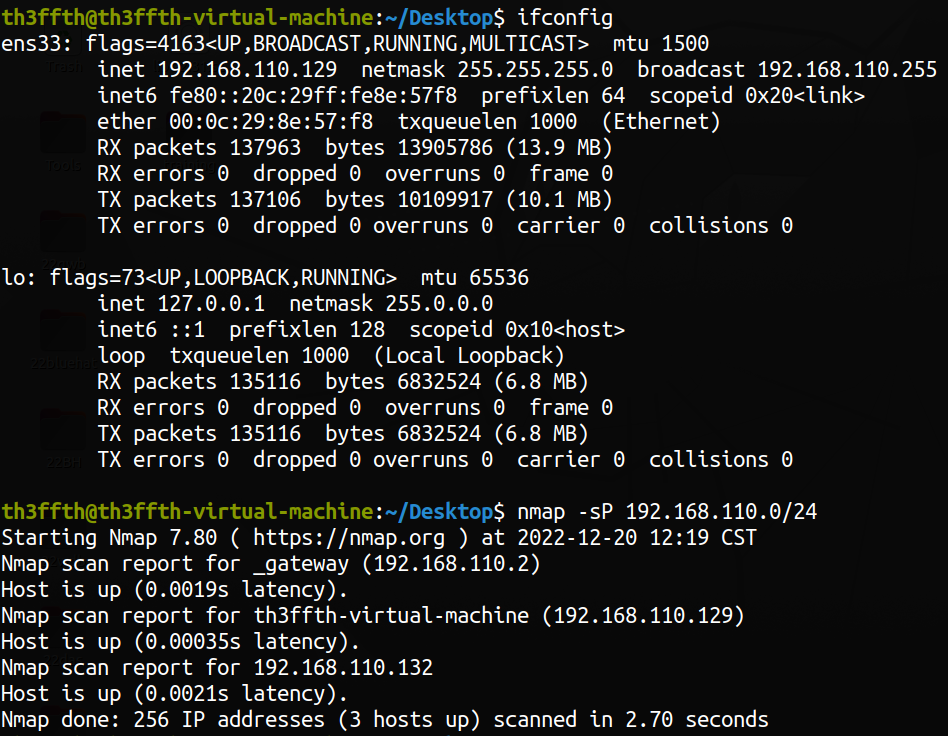 th3ffth@th3ffth-virtual-machine:~/Desktop$ ifconfig
ens33: flags=4163<UP,BROADCAST,RUNNING,MULTICAST>  mtu 1500
        inet 192.168.110.129  netmask 255.255.255.0  broadcast 192.168.110.255
        inet6 fe80::20c:29ff:fe8e:57f8  prefixlen 64  scopeid 0x20<link>
        ether 00:0c:29:8e:57:f8  txqueuelen 1000  (Ethernet)
        RX packets 137963  bytes 13905786 (13.9 MB)
        RX errors 0  dropped 0  overruns 0  frame 0
        TX packets 137106  bytes 10109917 (10.1 MB)
        TX errors 0  dropped 0 overruns 0  carrier 0  collisions 0

lo: flags=73<UP,LOOPBACK,RUNNING>  mtu 65536
        inet 127.0.0.1  netmask 255.0.0.0
        inet6 ::1  prefixlen 128  scopeid 0x10<host>
        loop  txqueuelen 1000  (Local Loopback)
        RX packets 135116  bytes 6832524 (6.8 MB)
        RX errors 0  dropped 0  overruns 0  frame 0
        TX packets 135116  bytes 6832524 (6.8 MB)
        TX errors 0  dropped 0 overruns 0  carrier 0  collisions 0

th3ffth@th3ffth-virtual-machine:~/Desktop$ nmap -sP 192.168.110.0/24
Starting Nmap 7.80 ( https://nmap.org ) at 2022-12-20 12:19 CST
Nmap scan report for _gateway (192.168.110.2)
Host is up (0.0019s latency).
Nmap scan report for th3ffth-virtual-machine (192.168.110.129)
Host is up (0.00035s latency).
Nmap scan report for 192.168.110.132
Host is up (0.0021s latency).
Nmap done: 256 IP addresses (3 hosts up) scanned in 2.70 seconds